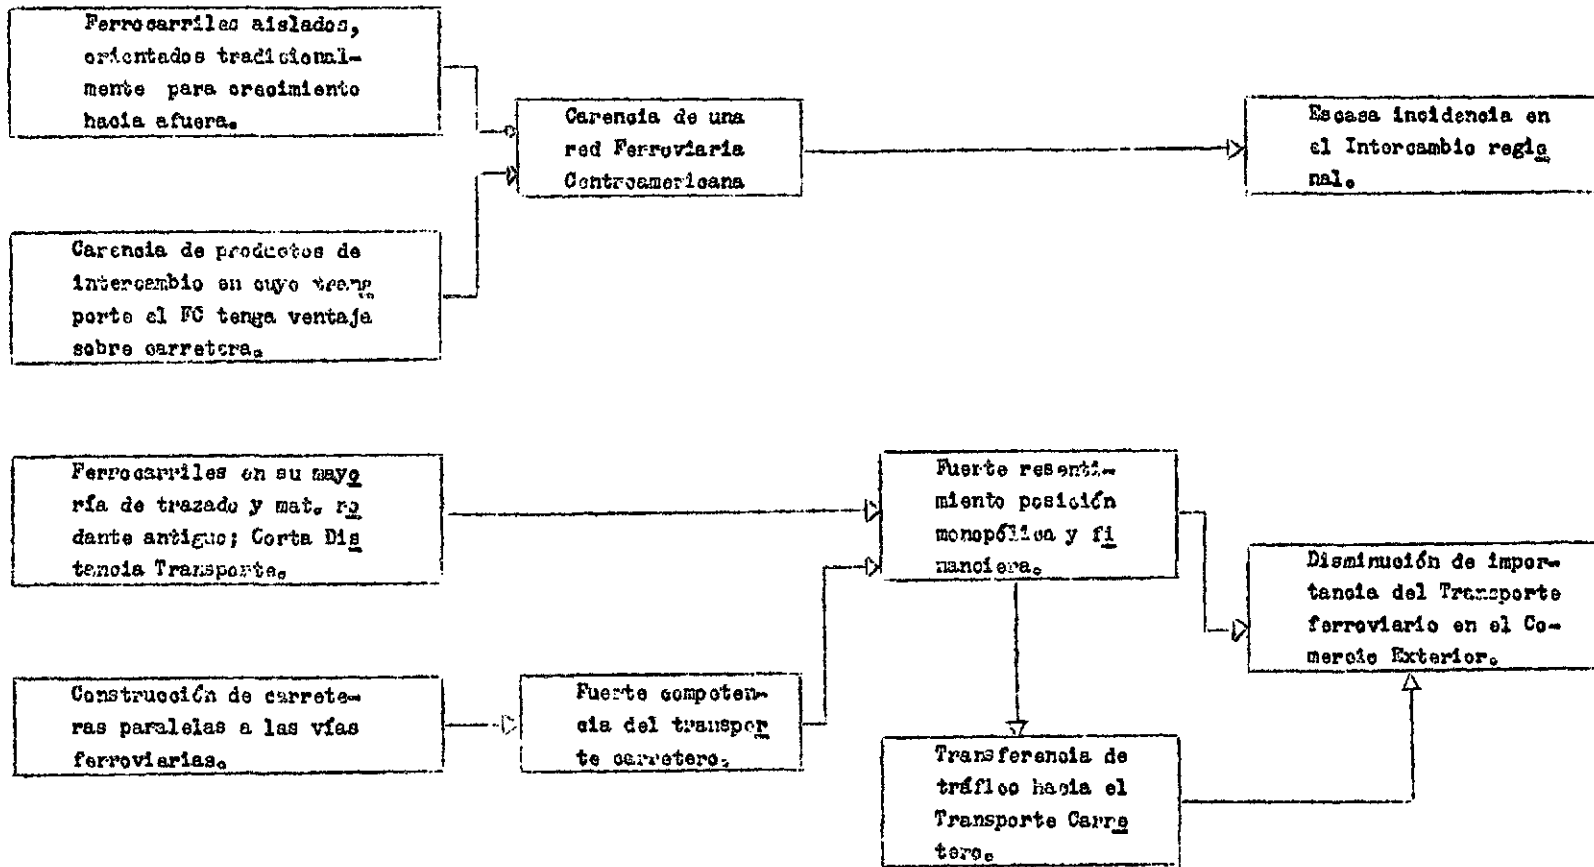 Ferrocarriles aislados,
orientados tradicional-
mente para crecimiento
hacia afuera.
Carencia de una
red Ferroviaria
Centroamericana
Escasa incidencia en
el Intercambio regio
nal.
Carencia de productos de
intercambio en cuyo trans
porte el FC tenga ventaja
sobre carretera.
Ferrocarriles en su mayo
ría de trazado y mat. ro
dante antiguo; Corta Dis
tancia Transporte.
Fuerte resenti-
miento posición
monopólica y fi
nanciera.
Disminución de impor-
tancia del Transporte
ferroviario en el Co-
mercio Exterior.
Construcción de carrete-
ras paralelas a las vías
ferroviarias.
Fuerte competen-
cia del transpor
te carretero.
Transferencia de
tráfico hacia el
Transporte Carre
tero.